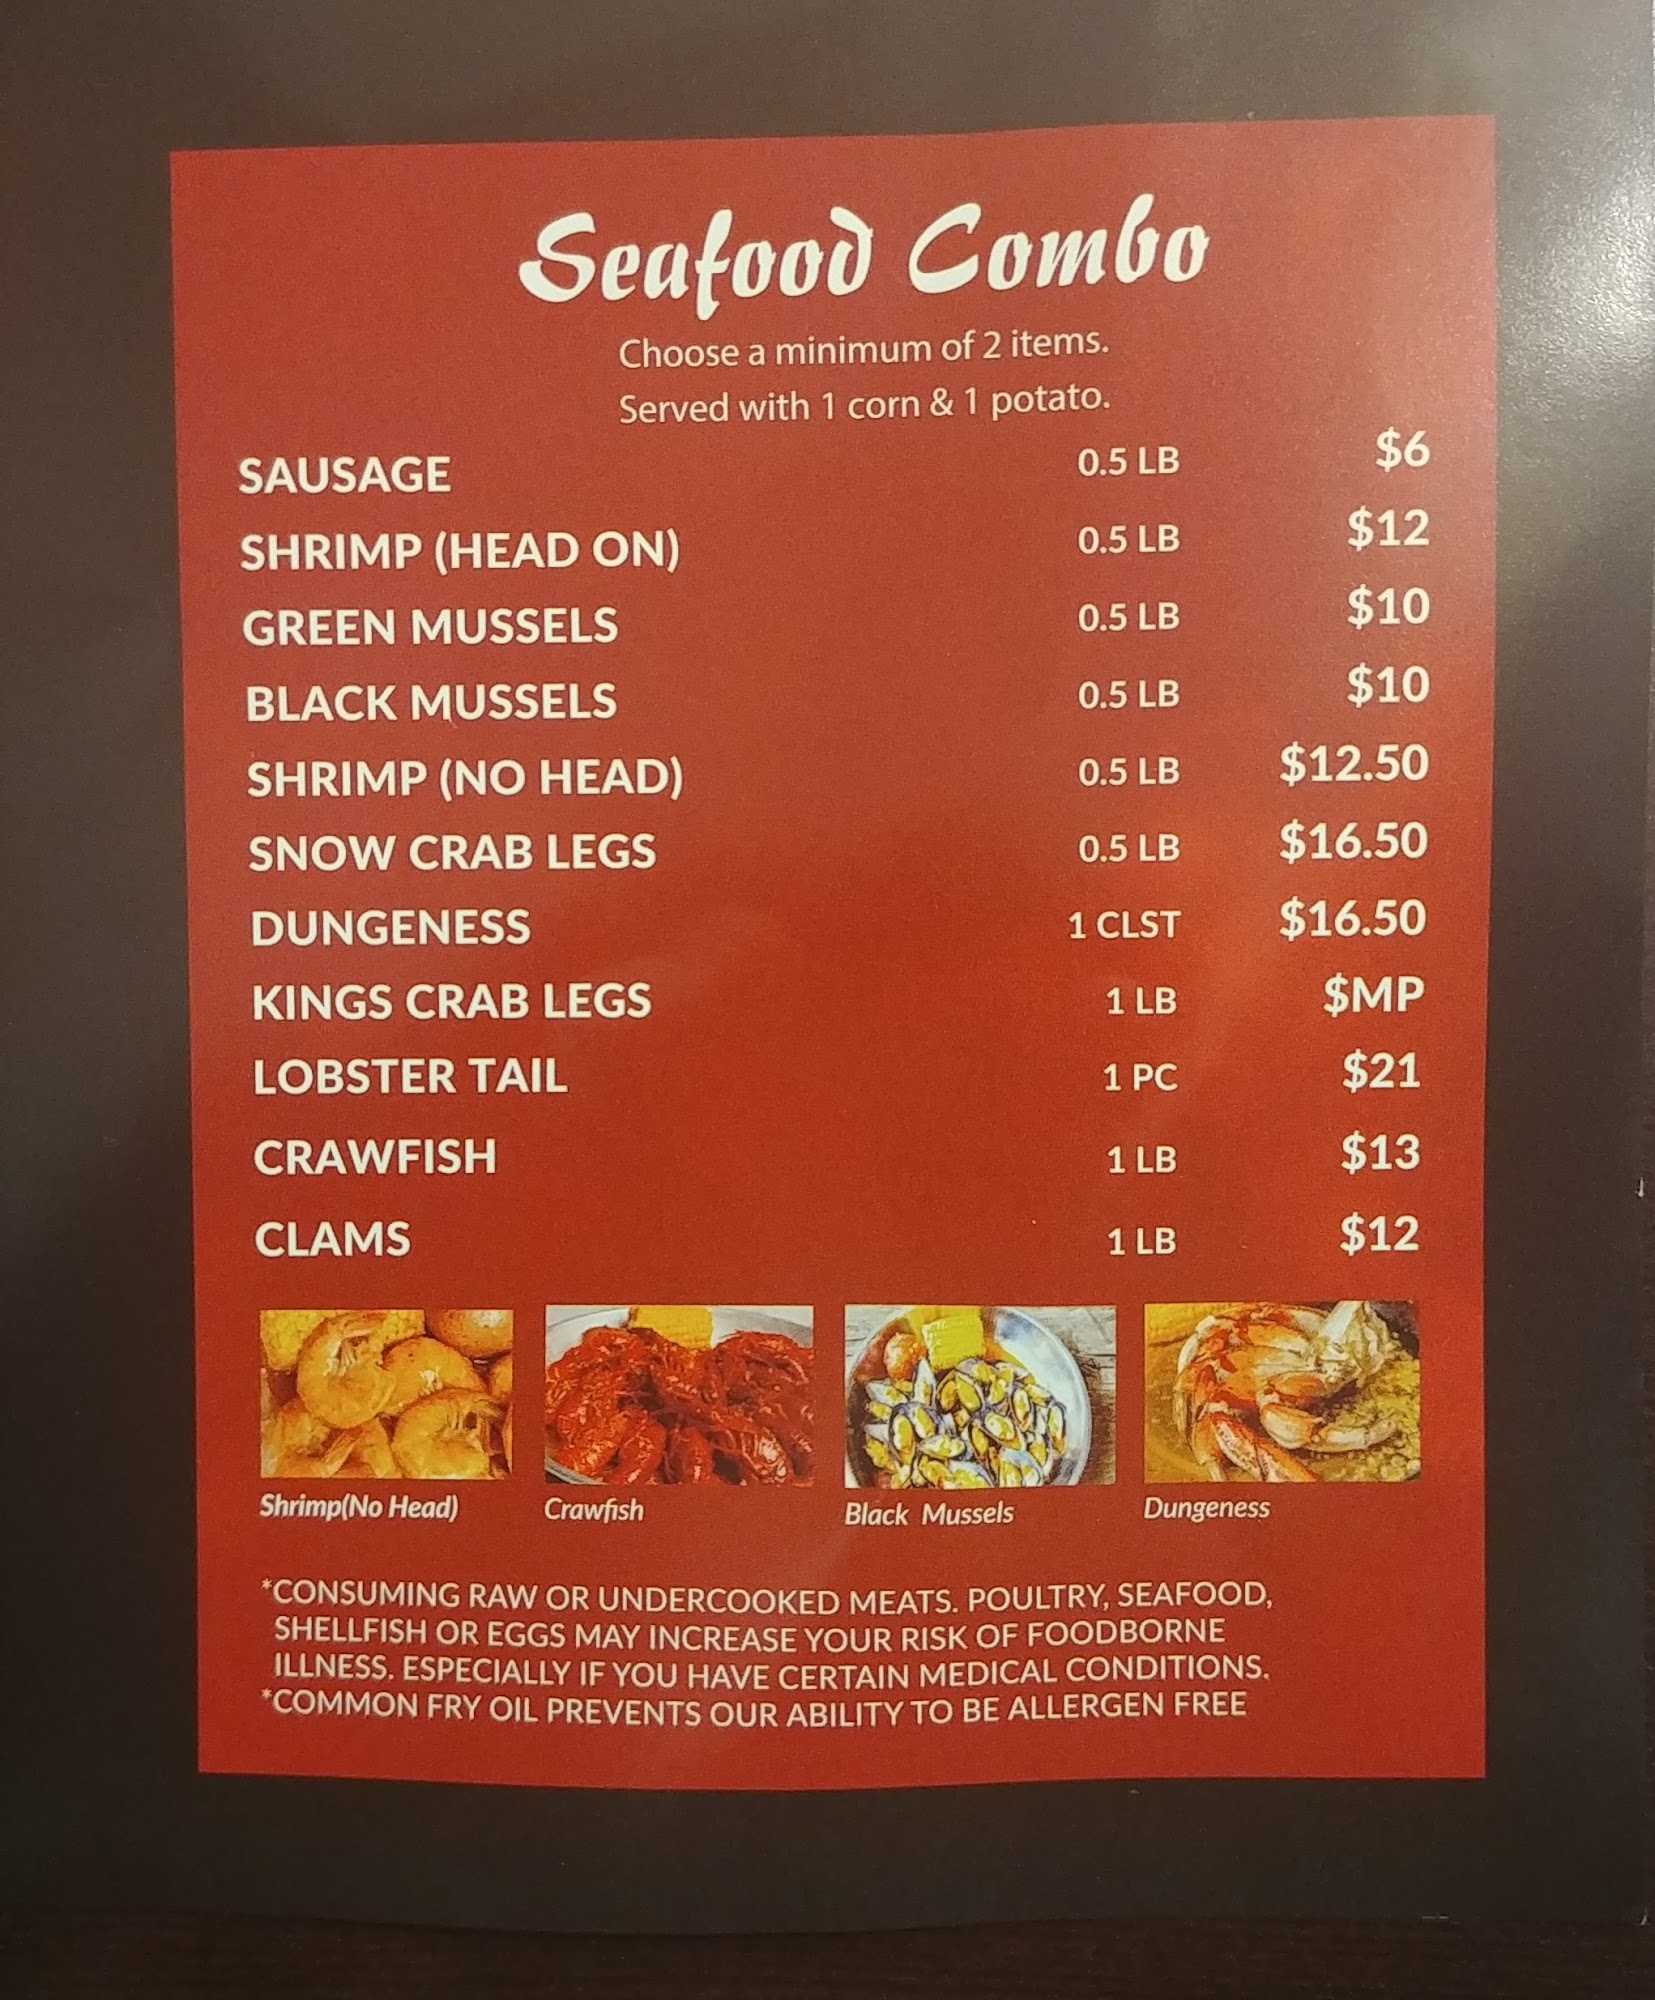 Seafood Combo
Choose a minimum of 2 items.
Served with 1 corn & 1 potato.
SAUSAGE 0.5 LB $6
SHRIMP (HEAD ON) 0.5 LB $12
GREEN MUSSELS 0.5 LB $10
BLACK MUSSELS 0.5 LB $10
SHRIMP (NO HEAD) 0.5 LB $12.50
SNOW CRAB LEGS 0.5 LB $16.50
DUNGENESS 1 CLST $16.50
KINGS CRAB LEGS 1 LB $MP
LOBSTER TAIL 1 PC $21
CRAWFISH 1 LB $13
CLAMS 1 LB $12
Shrimp(No Head) Crawfish Black Mussels Dungeness
*CONSUMING RAW OR UNDERCOOKED MEATS. POULTRY, SEAFOOD,
SHELLFISH OR EGGS MAY INCREASE YOUR RISK OF FOODBORNE
ILLNESS. ESPECIALLY IF YOU HAVE CERTAIN MEDICAL CONDITIONS.
*COMMON FRY OIL PREVENTS OUR ABILITY TO BE ALLERGEN FREE